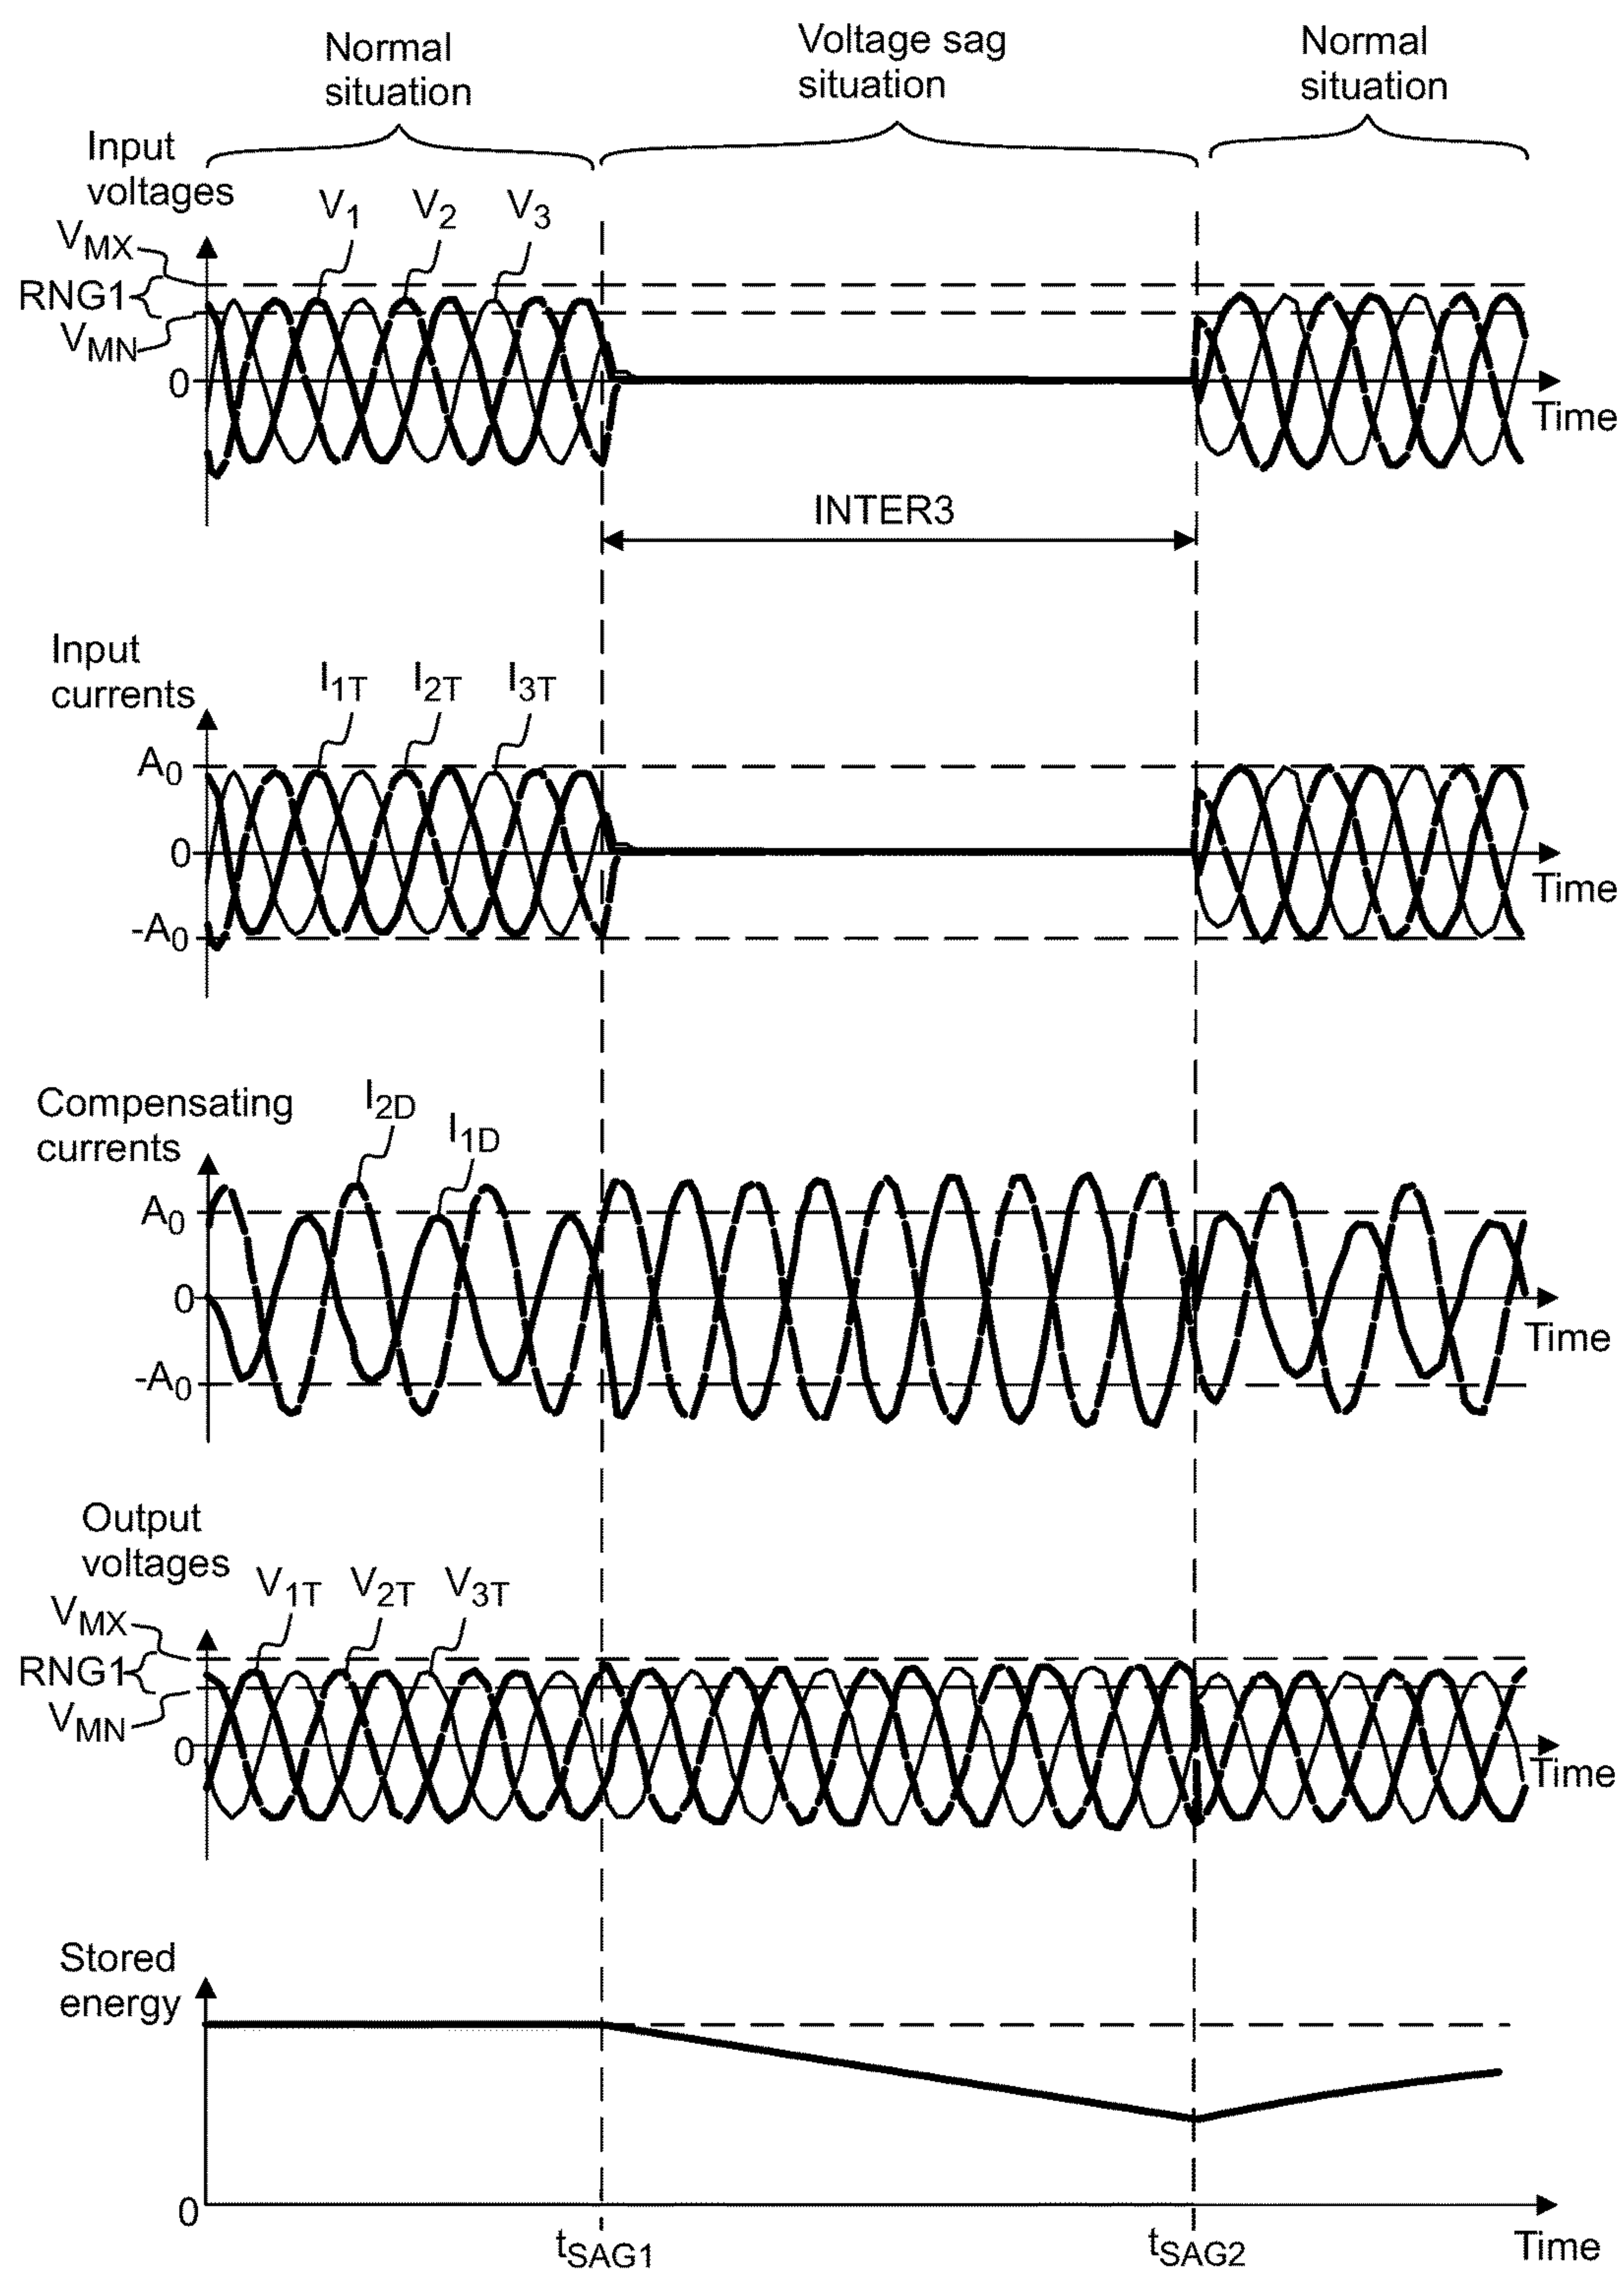 Normal
situation
Voltage sag
situation
Normal
situation
Input
voltages
V1
V2
V3
VMX
RNG1
VMN
0
Time
INTER3
Input
currents
I1T
I2T
I3T
A0
0
Time
-A0
Compensating
currents
I2D
I1D
A0
0
Time
-A0
Output
voltages
V1T
V2T
V3T
VMX
RNG1
VMN
0
Time
Stored
energy
0
tSAG1
tSAG2
Time